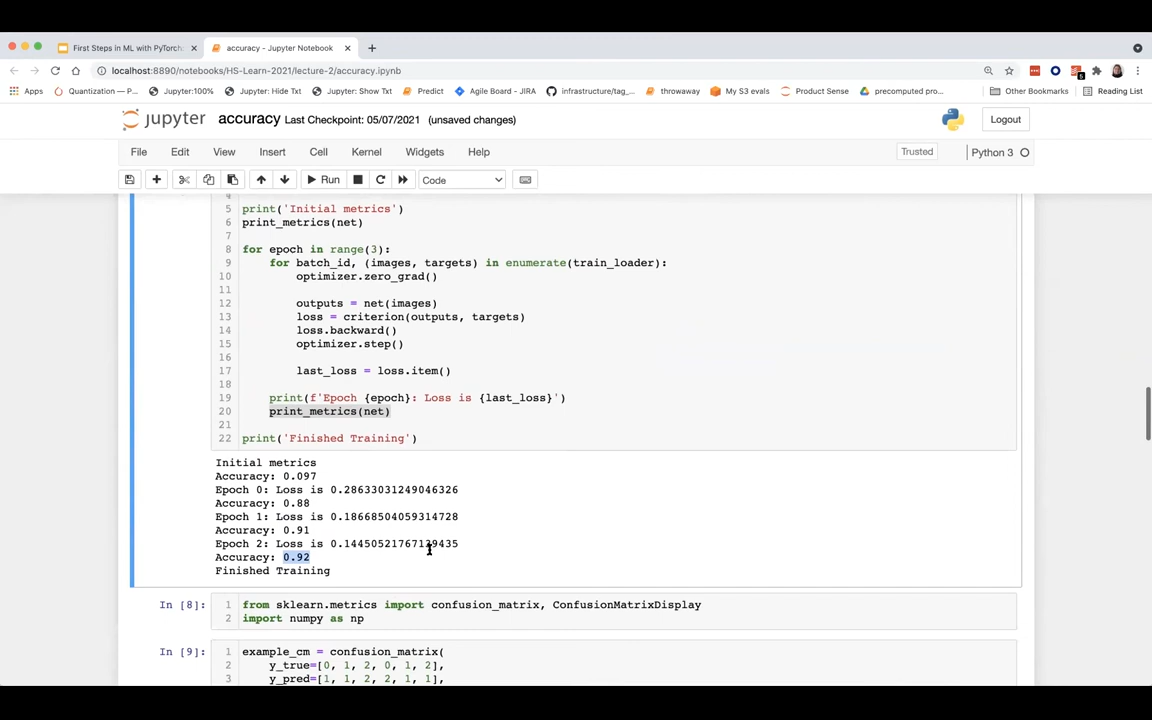 First Steps in ML with PyTorch:
accuracy - Jupyter Notebook
localhost:8890/notebooks/HS-Learn-2021/lecture-2/accuracy.ipynb
Apps
Quantization — P...
Jupyter:100%
Jupyter: Hide Txt
Jupyter: Show Txt
Predict
Agile Board - JIRA
infrastructure/tag_...
throwaway
My S3 evals
Product Sense
precomputed pro...
Other Bookmarks
Reading List
5
jupyter accuracy Last Checkpoint: 05/07/2021 (unsaved changes)
Logout
File Edit View Insert Cell Kernel Widgets Help
Trusted
Python 3
Run
Code
4
5 print('Initial metrics')
6 print_metrics(net)
7
8 for epoch in range(3):
9     for batch_id, (images, targets) in enumerate(train_loader):
10         optimizer.zero_grad()
11
12         outputs = net(images)
13         loss = criterion(outputs, targets)
14         loss.backward()
15         optimizer.step()
16
17         last_loss = loss.item()
18
19     print(f'Epoch {epoch}: Loss is {last_loss}')
20     print_metrics(net)
21
22 print('Finished Training')
Initial metrics
Accuracy: 0.097
Epoch 0: Loss is 0.28633031249046326
Accuracy: 0.88
Epoch 1: Loss is 0.18668504059314728
Accuracy: 0.91
Epoch 2: Loss is
Accuracy: 0.92
Finished Training
In [8]:
1 from sklearn.metrics import confusion_matrix, ConfusionMatrixDisplay
2 import numpy as np
In [9]:
1 example_cm = confusion_matrix(
2     y_true=[0, 1, 2, 0, 1, 2],
3     y_pred=[1, 1, 2, 2, 1, 1],